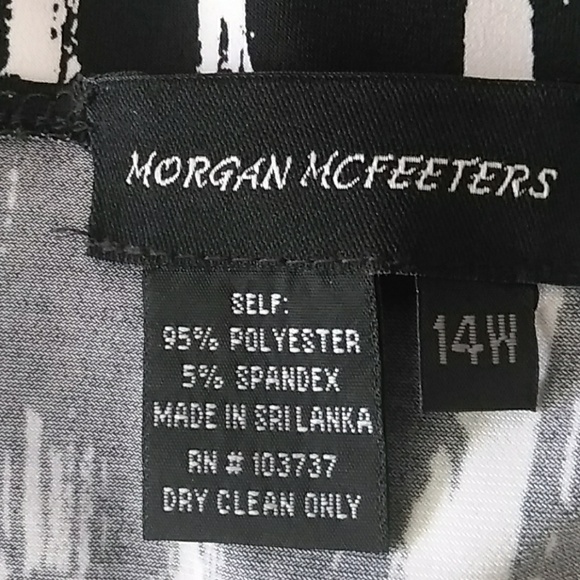 MORGAN MCFEETERS
SELF:
95% POLYESTER
5% SPANDEX
MADE IN SRI LANKA
RN # 103737
DRY CLEAN ONLY
14W